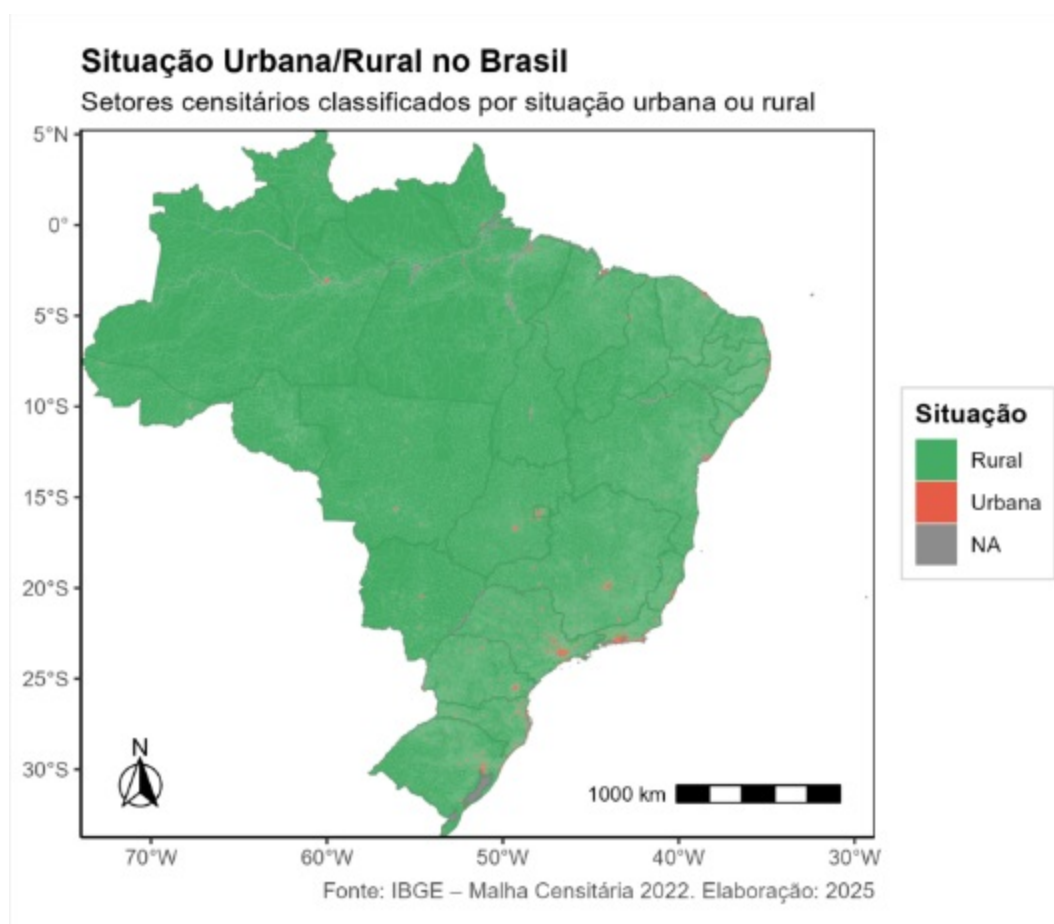 Situação Urbana/Rural no Brasil
Setores censitários classificados por situação urbana ou rural
5°N
0°
5°S
10°S
15°S
20°S
25°S
30°S
Situação
Rural
Urbana
NA
N
1000 km
70°W
60°W
50°W
40°W
30°W
Fonte: IBGE – Malha Censitária 2022. Elaboração: 2025